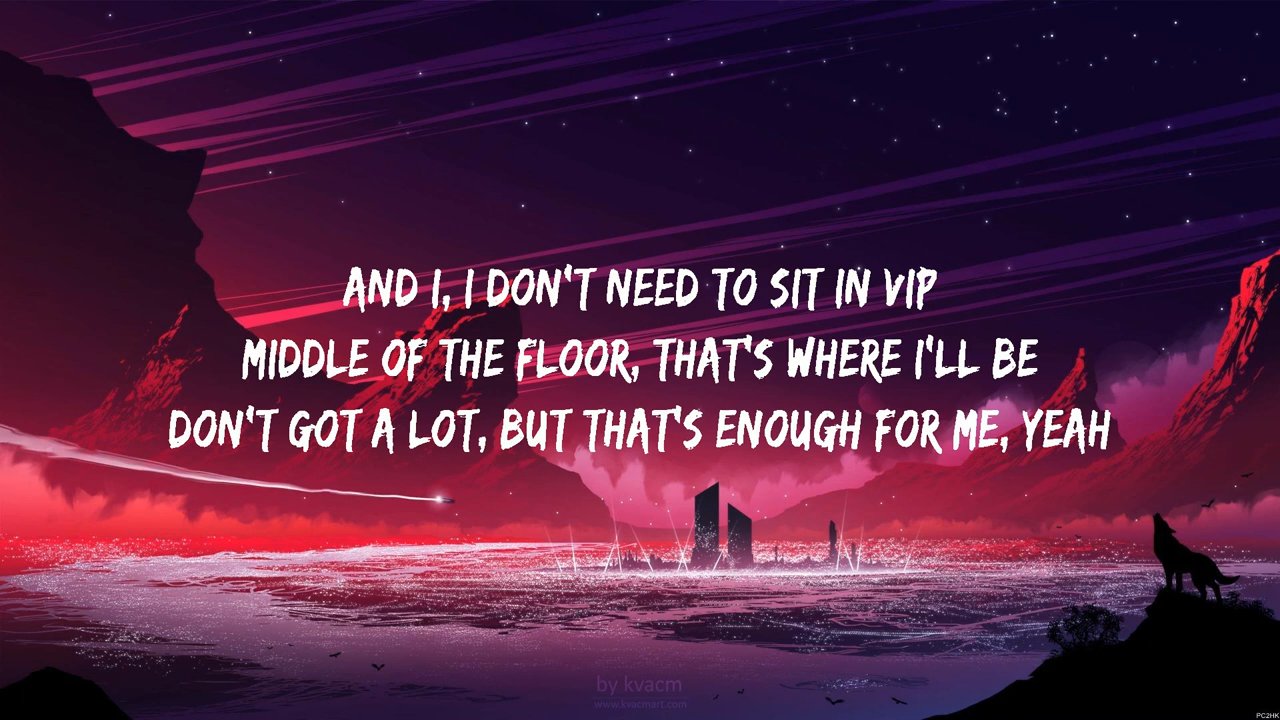 AND I, I DON'T NEED TO SIT IN VIP
MIDDLE OF THE FLOOR, THAT'S WHERE I'LL BE
DON'T GOT A LOT, BUT THAT'S ENOUGH FOR ME, YEAH
by kvacm
www.kvacmart.com
PC2HK